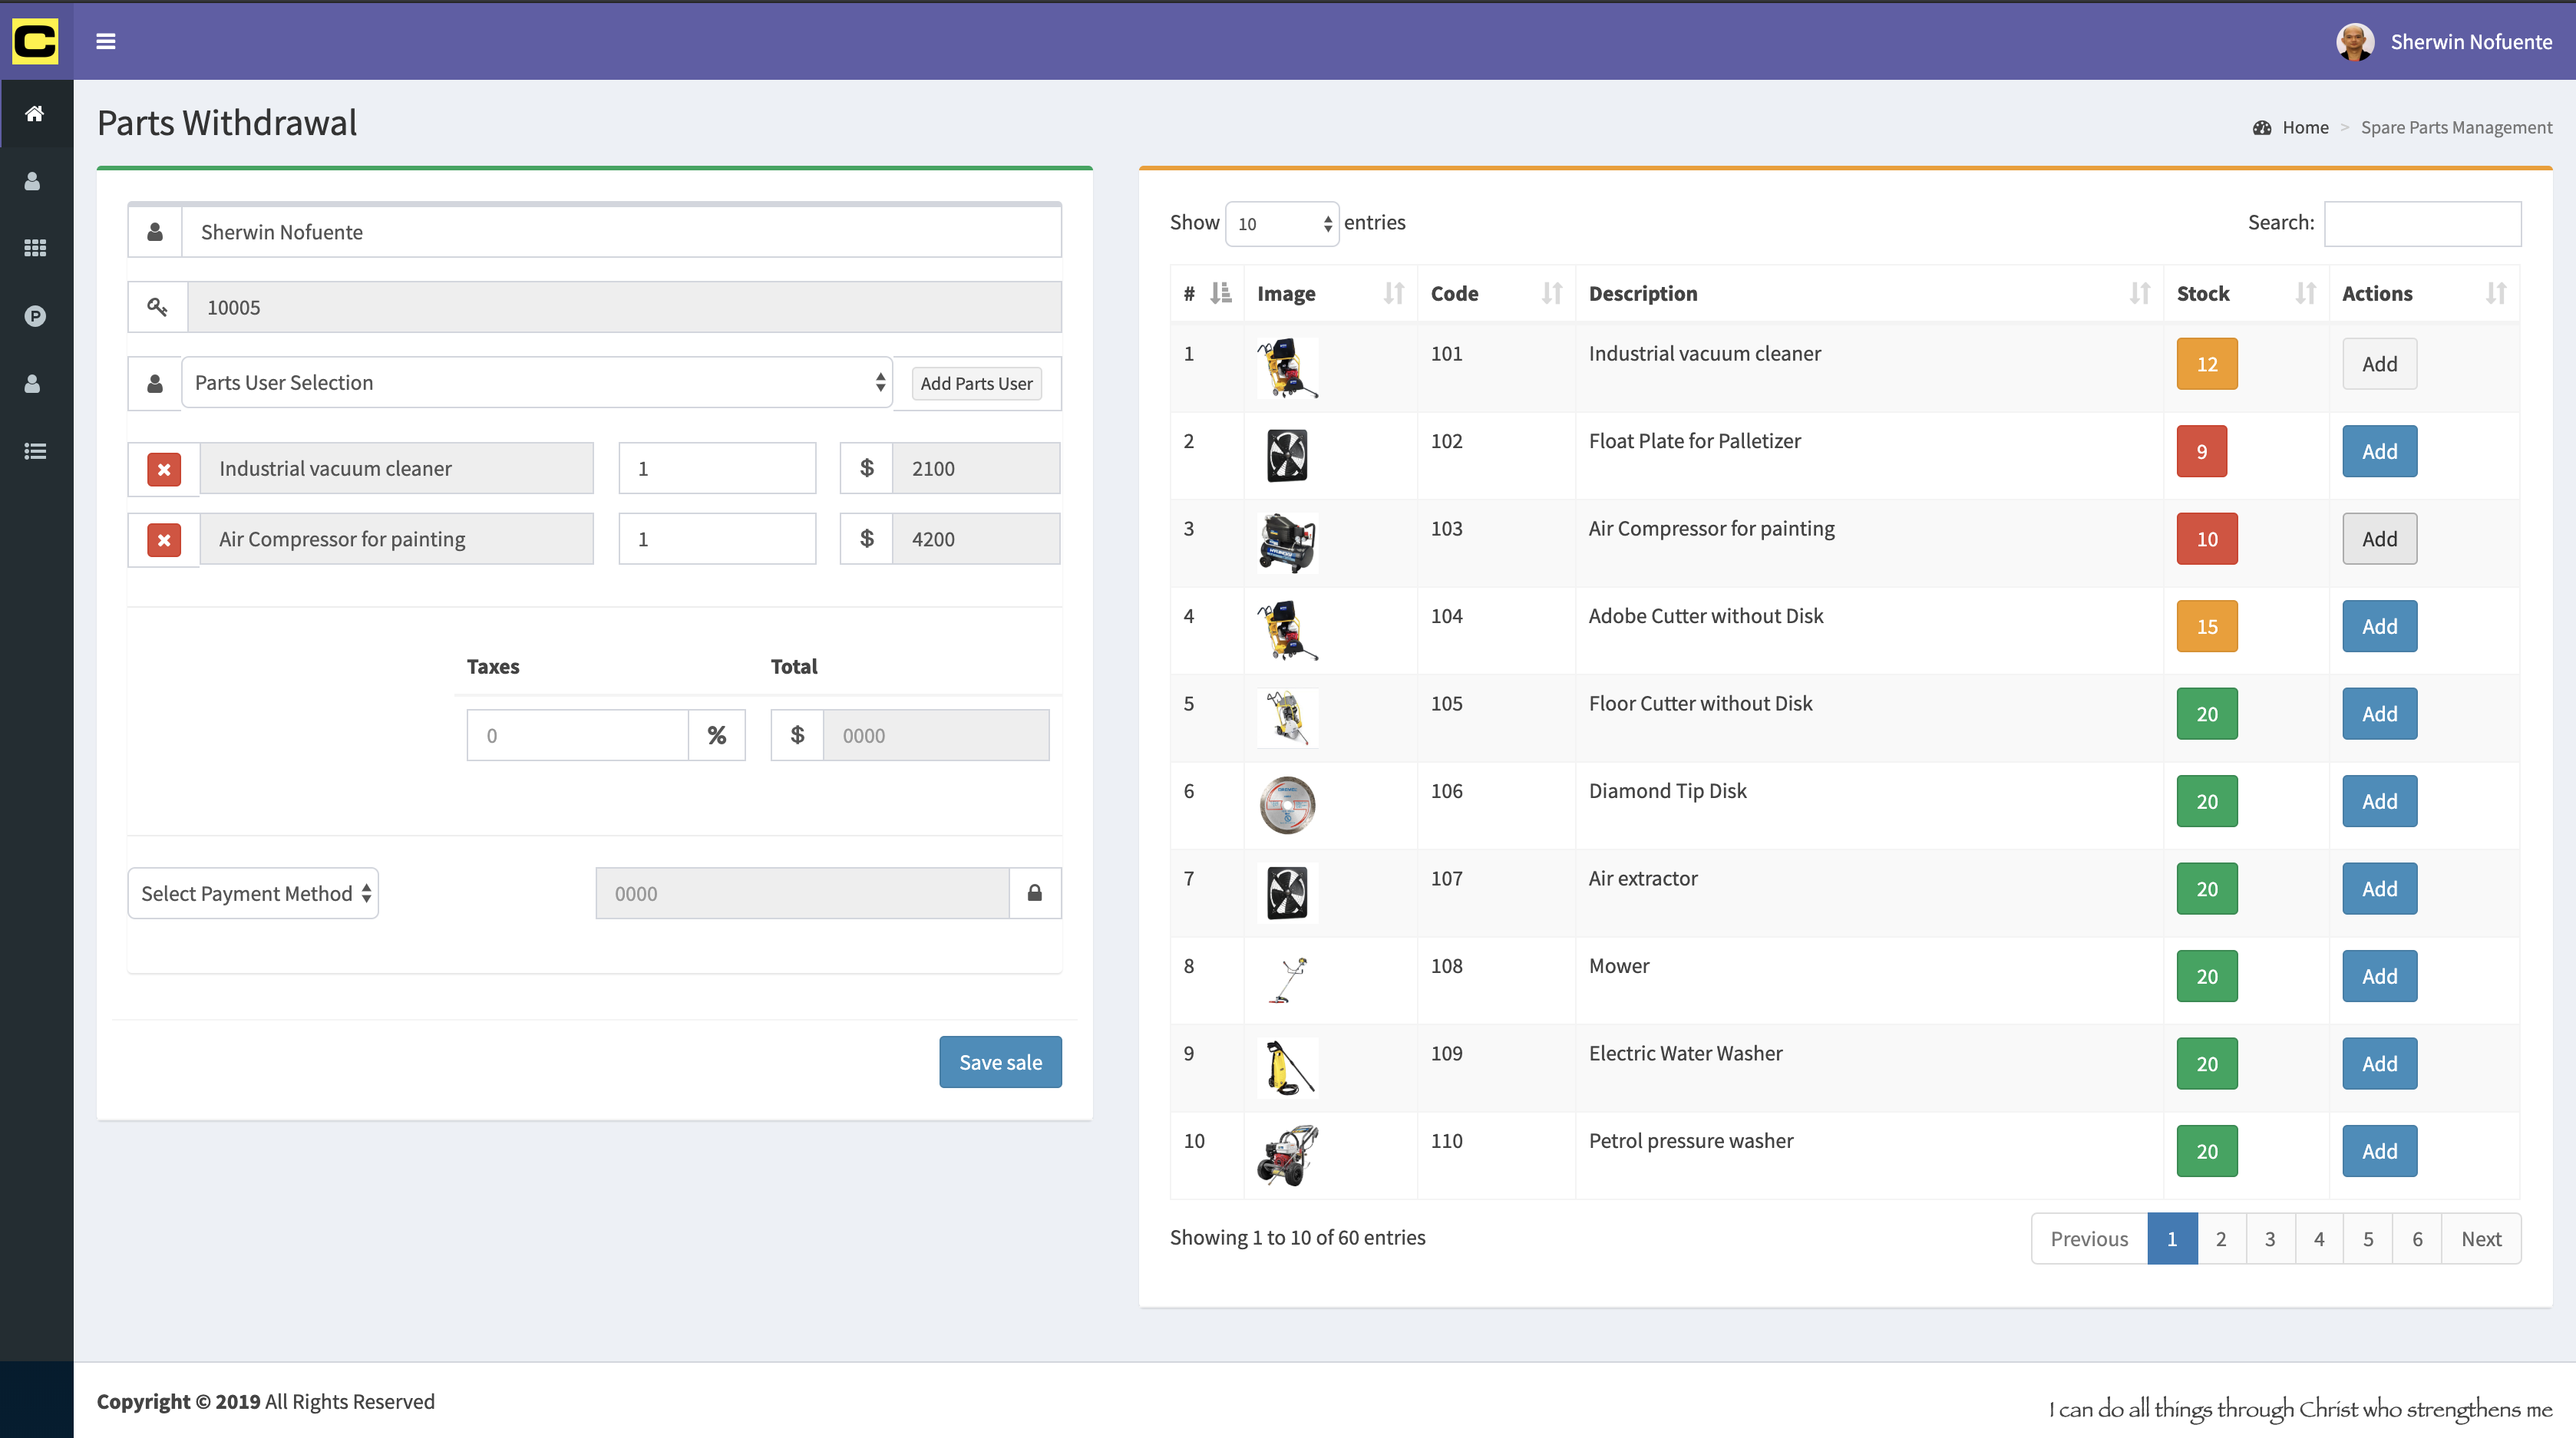 C
Sherwin Nofuente
Parts Withdrawal
Home > Spare Parts Management
Sherwin Nofuente
10005
Parts User Selection Add Parts User
Industrial vacuum cleaner 1 $ 2100
Air Compressor for painting 1 $ 4200
Taxes Total
0 % $ 0000
Select Payment Method 0000
Save sale
Show 10 entries Search:
# Image Code Description Stock Actions
1 101 Industrial vacuum cleaner 12 Add
2 102 Float Plate for Palletizer 9 Add
3 103 Air Compressor for painting 10 Add
4 104 Adobe Cutter without Disk 15 Add
5 105 Floor Cutter without Disk 20 Add
6 106 Diamond Tip Disk 20 Add
7 107 Air extractor 20 Add
8 108 Mower 20 Add
9 109 Electric Water Washer 20 Add
10 110 Petrol pressure washer 20 Add
Showing 1 to 10 of 60 entries Previous 1 2 3 4 5 6 Next
Copyright © 2019 All Rights Reserved
I can do all things through Christ who strengthens me